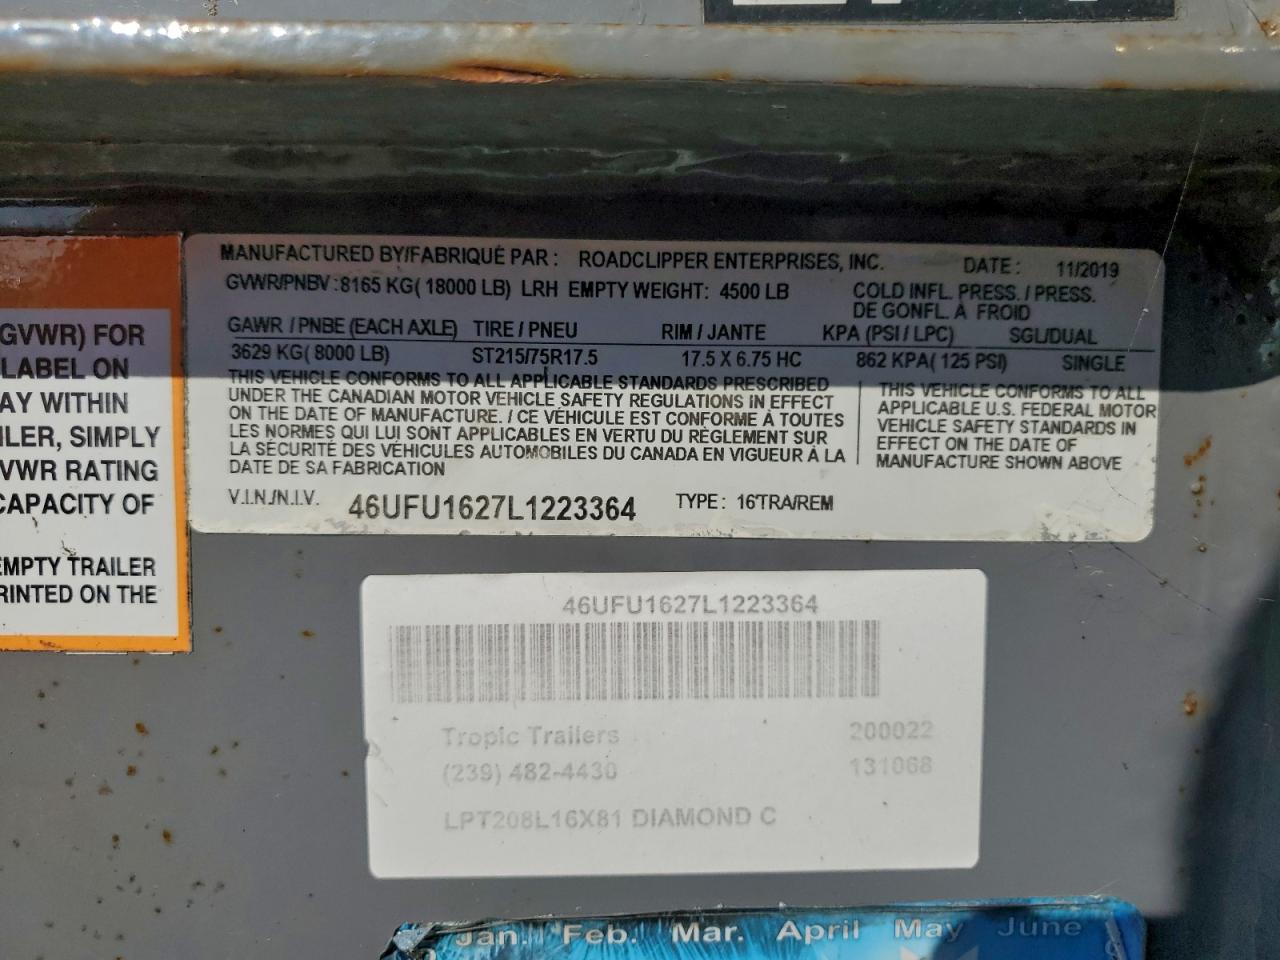 MANUFACTURED BY/FABRIQUÉ PAR : ROADCLIPPER ENTERPRISES, INC. DATE : 11/2019
GVWR/PNBV :8165 KG( 18000 LB) LRH EMPTY WEIGHT: 4500 LB COLD INFL. PRESS. / PRESS.
DE GONFL. À FROID
GAWR / PNBE (EACH AXLE) TIRE / PNEU RIM / JANTE KPA (PSI / LPC) SGL/DUAL
3629 KG( 8000 LB) ST215/75R17.5 17.5 X 6.75 HC 862 KPA( 125 PSI) SINGLE
THIS VEHICLE CONFORMS TO ALL APPLICABLE STANDARDS PRESCRIBED
UNDER THE CANADIAN MOTOR VEHICLE SAFETY REGULATIONS IN EFFECT
ON THE DATE OF MANUFACTURE. / CE VÉHICULE EST CONFORME À TOUTES
LES NORMES QUI LUI SONT APPLICABLES EN VERTU DU RÈGLEMENT SUR
LA SÉCURITÉ DES VÉHICULES AUTOMOBILES DU CANADA EN VIGUEUR À LA
DATE DE SA FABRICATION
THIS VEHICLE CONFORMS TO ALL
APPLICABLE U.S. FEDERAL MOTOR
VEHICLE SAFETY STANDARDS IN
EFFECT ON THE DATE OF
MANUFACTURE SHOWN ABOVE
V.I.N./N.I.V. 46UFU1627L1223364 TYPE : 16'TRA/REM
GVWR) FOR
LABEL ON
AY WITHIN
ILER, SIMPLY
VWR RATING
CAPACITY OF
EMPTY TRAILER
RINTED ON THE
46UFU1627L1223364
Tropic Trailers 200022
(239) 482-4430 131068
LPT208L16X81 DIAMOND C
Jan. Feb. Mar. April May June